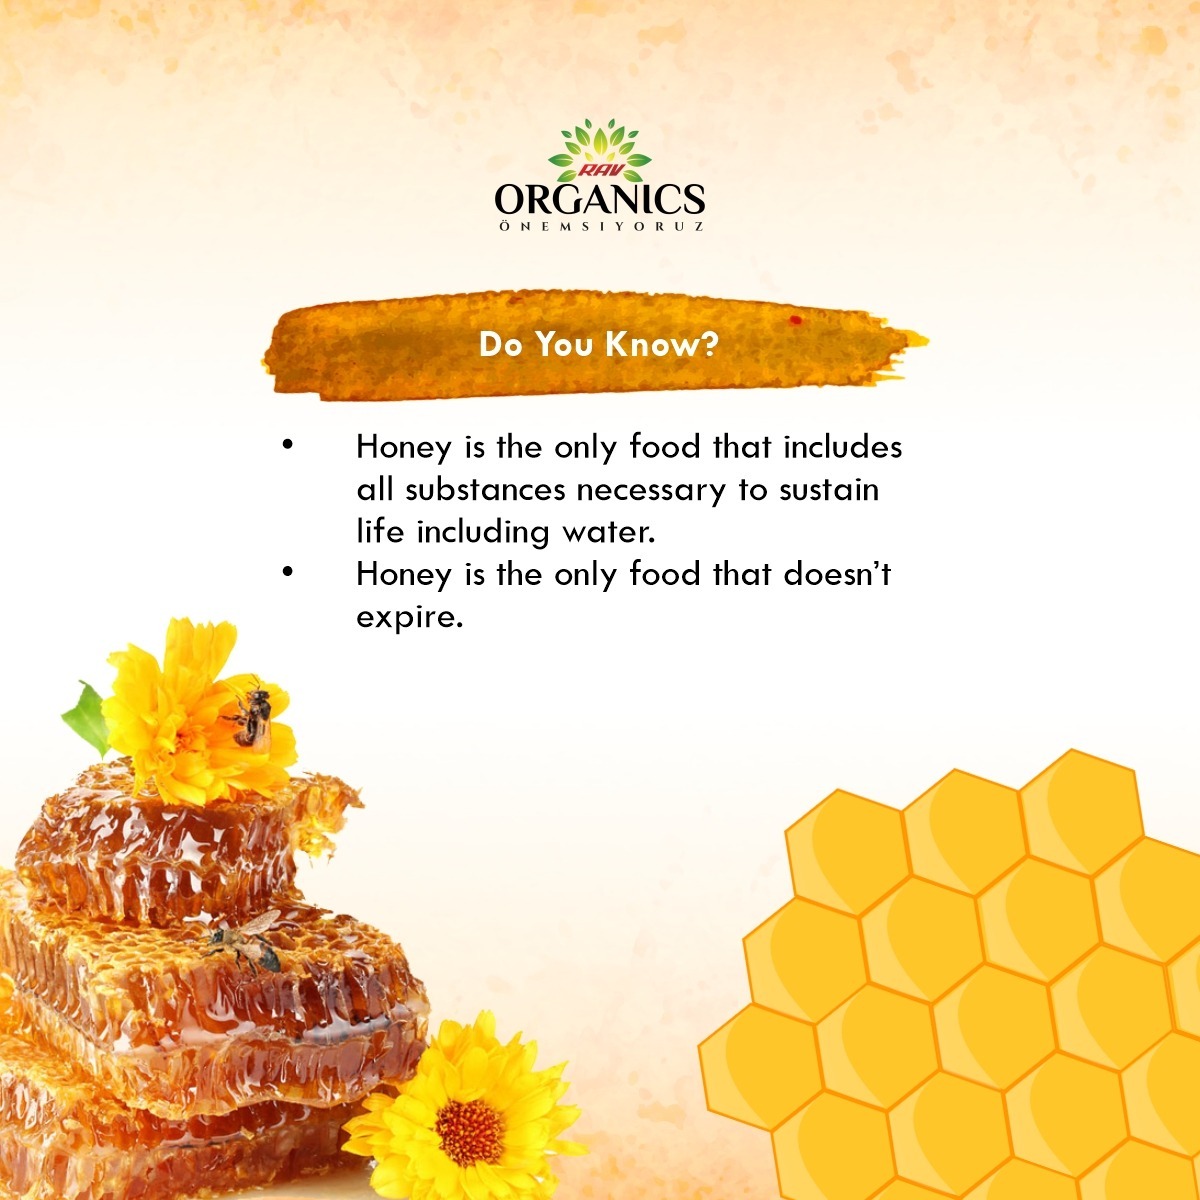 RAV
ORGANICS
ÖNEMSIYORUZ
Do You Know?
• Honey is the only food that includes
all substances necessary to sustain
life including water.
• Honey is the only food that doesn’t
expire.